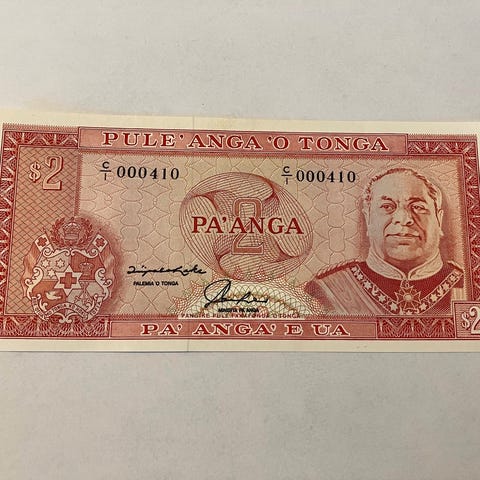 PULE'ANGA 'O TONGA
$2
C/1 000410
C/1 000410
PA'ANGA
2
PALEMIA 'O TONGA
MINISITA PA'ANGA
PA'ANGA 'E UA
$2